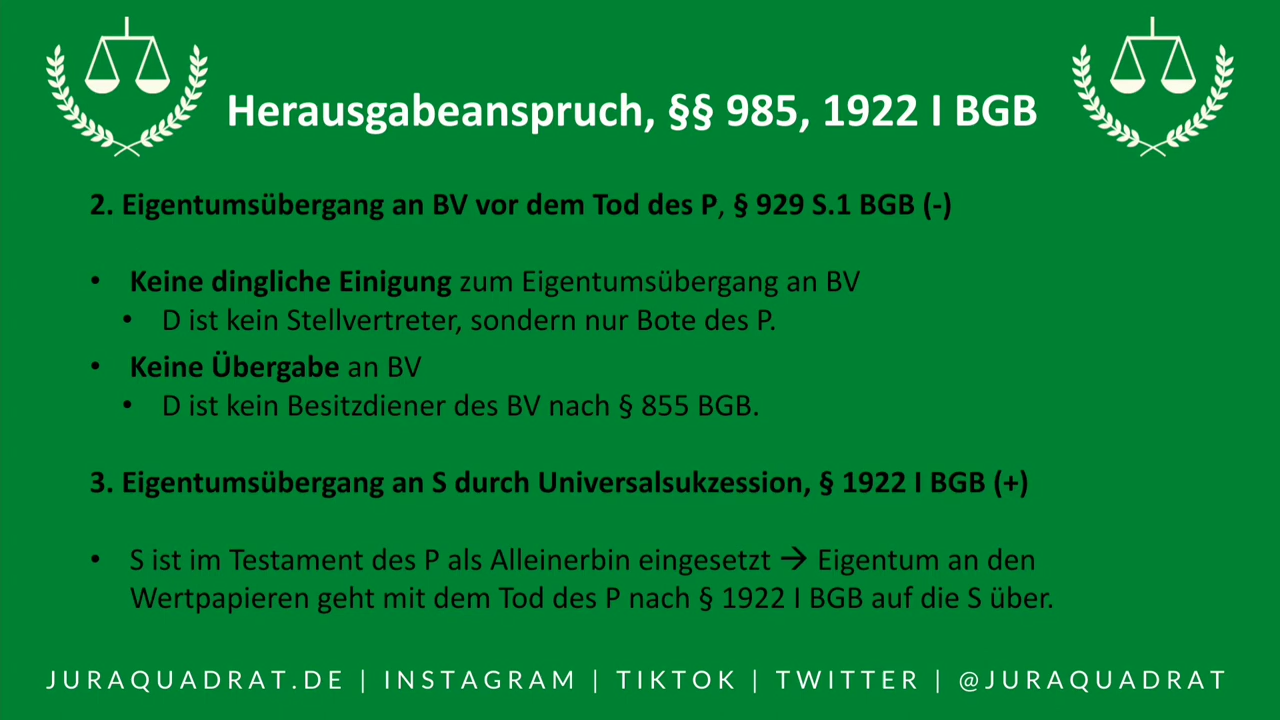 Herausgabeanspruch, §§ 985, 1922 I BGB
2. Eigentumsübergang an BV vor dem Tod des P, § 929 S.1 BGB (-)
• Keine dingliche Einigung zum Eigentumsübergang an BV
• D ist kein Stellvertreter, sondern nur Bote des P.
• Keine Übergabe an BV
• D ist kein Besitzdiener des BV nach § 855 BGB.
3. Eigentumsübergang an S durch Universalsukzession, § 1922 I BGB (+)
• S ist im Testament des P als Alleinerbin eingesetzt → Eigentum an den
Wertpapieren geht mit dem Tod des P nach § 1922 I BGB auf die S über.
JURAQUADRAT.DE | INSTAGRAM | TIKTOK | TWITTER | @JURAQUADRAT